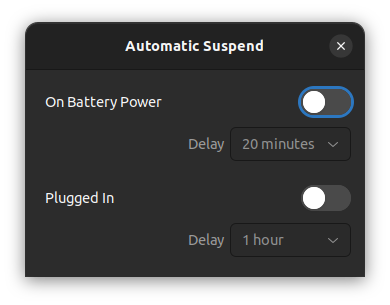 Automatic Suspend
On Battery Power
Delay 20 minutes
Plugged In
Delay 1 hour